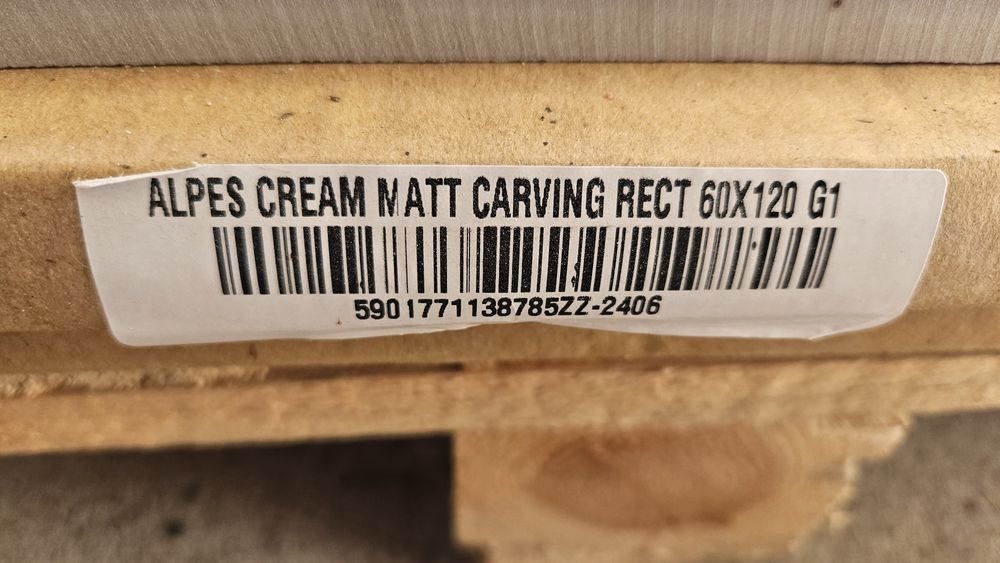 ALPES CREAM MATT CARVING RECT 60X120 G1
5901771138785ZZ-2406